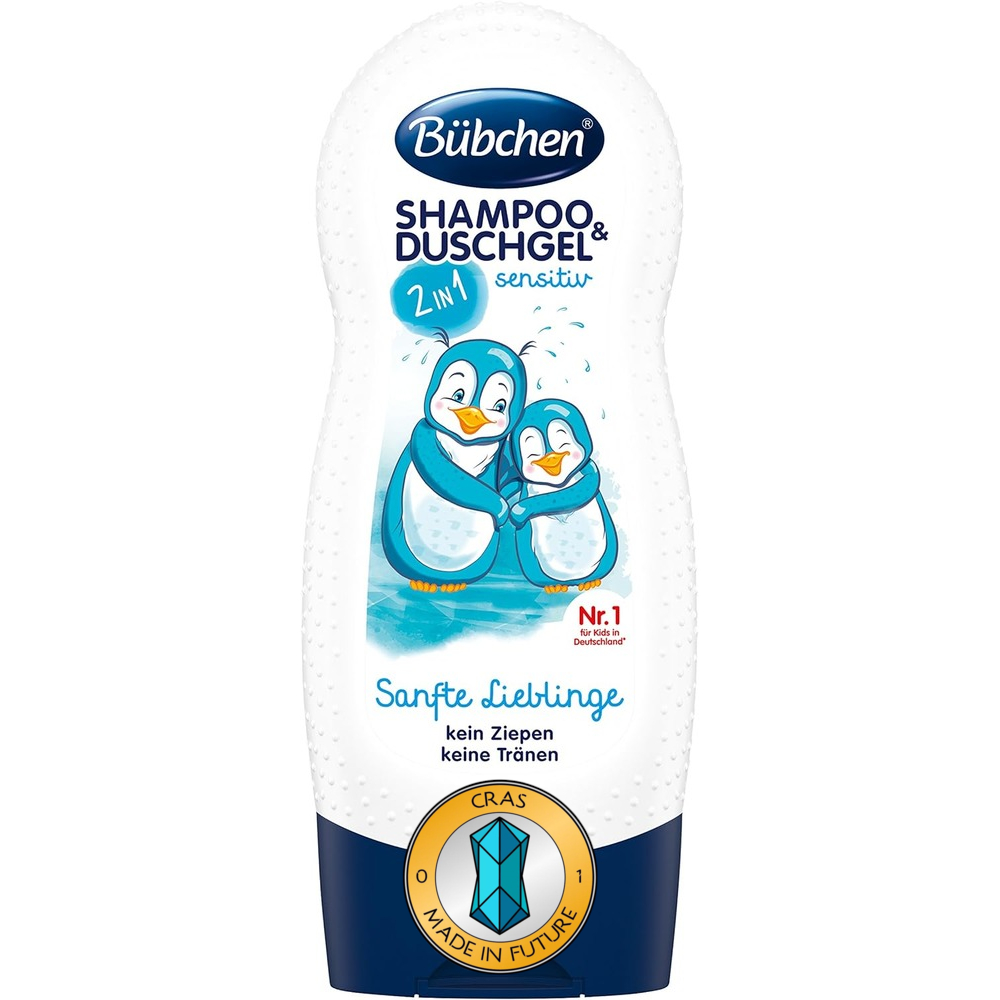 Bübchen®
SHAMPOO &
DUSCHGEL
sensitiv
2 IN 1
Nr. 1
für Kids in
Deutschland*
Sanfte Lieblinge
kein Ziepen
keine Tränen
CRAS
0 1
MADE IN FUTURE